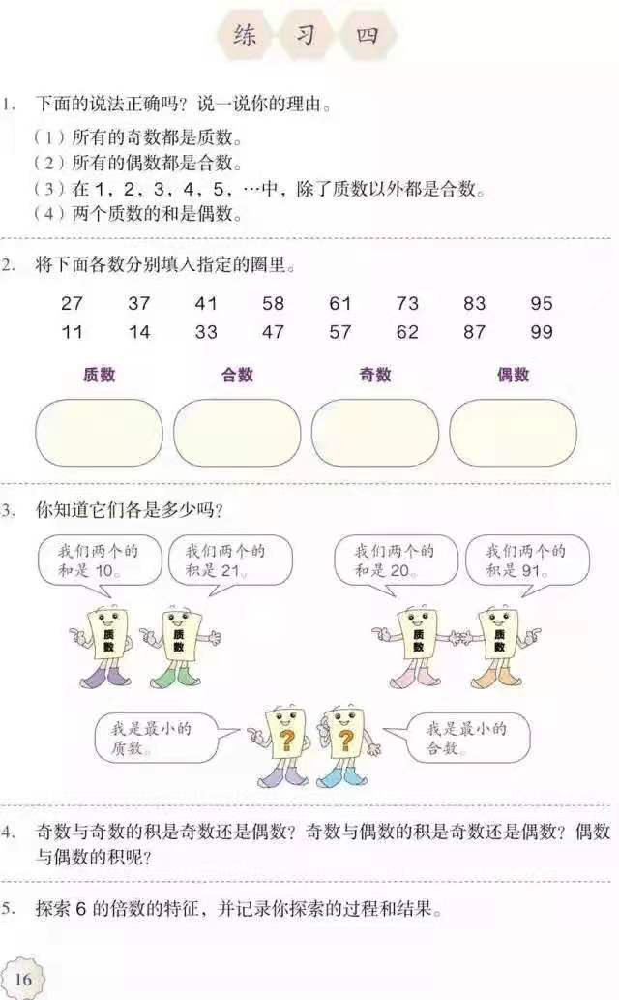 练 习 四
1. 下面的说法正确吗？说一说你的理由。
（1）所有的奇数都是质数。
（2）所有的偶数都是合数。
（3）在 1，2，3，4，5，…中，除了质数以外都是合数。
（4）两个质数的和是偶数。
2. 将下面各数分别填入指定的圈里。
27 37 41 58 61 73 83 95
11 14 33 47 57 62 87 99
质数 合数 奇数 偶数
3. 你知道它们各是多少吗？
我们两个的
和是 10。
我们两个的
积是 21。
我们两个的
和是 20。
我们两个的
积是 91。
质数
质数
质数
质数
我是最小的
质数。
?
?
我是最小的
合数。
4. 奇数与奇数的积是奇数还是偶数？奇数与偶数的积是奇数还是偶数？偶数
与偶数的积呢？
5. 探索 6 的倍数的特征，并记录你探索的过程和结果。
16